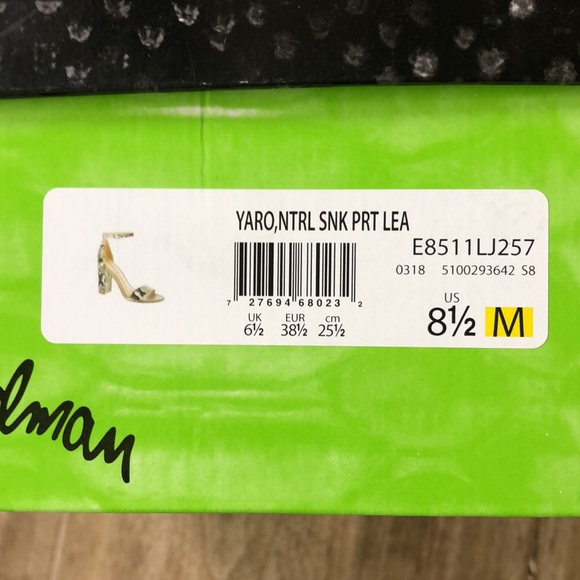 YARO,NTRL SNK PRT LEA
E8511LJ257
0318 5100293642 S8
7 27694 68023 2
UK EUR cm
6½ 38½ 25½
US
8½ M
lman